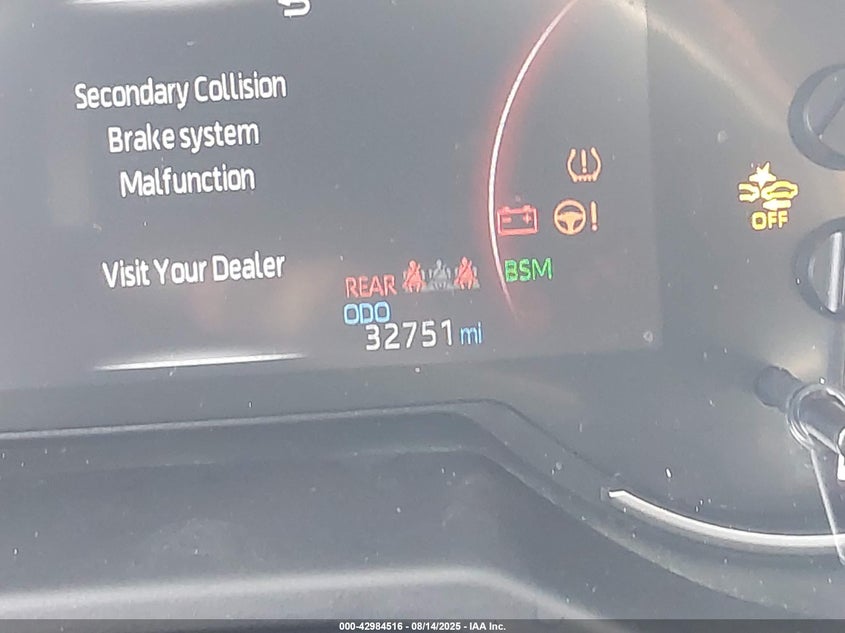 Secondary Collision
Brake system
Malfunction
Visit Your Dealer
REAR
BSM
ODO
32751 mi
OFF
000-42984516 - 08/14/2025 - IAA Inc.